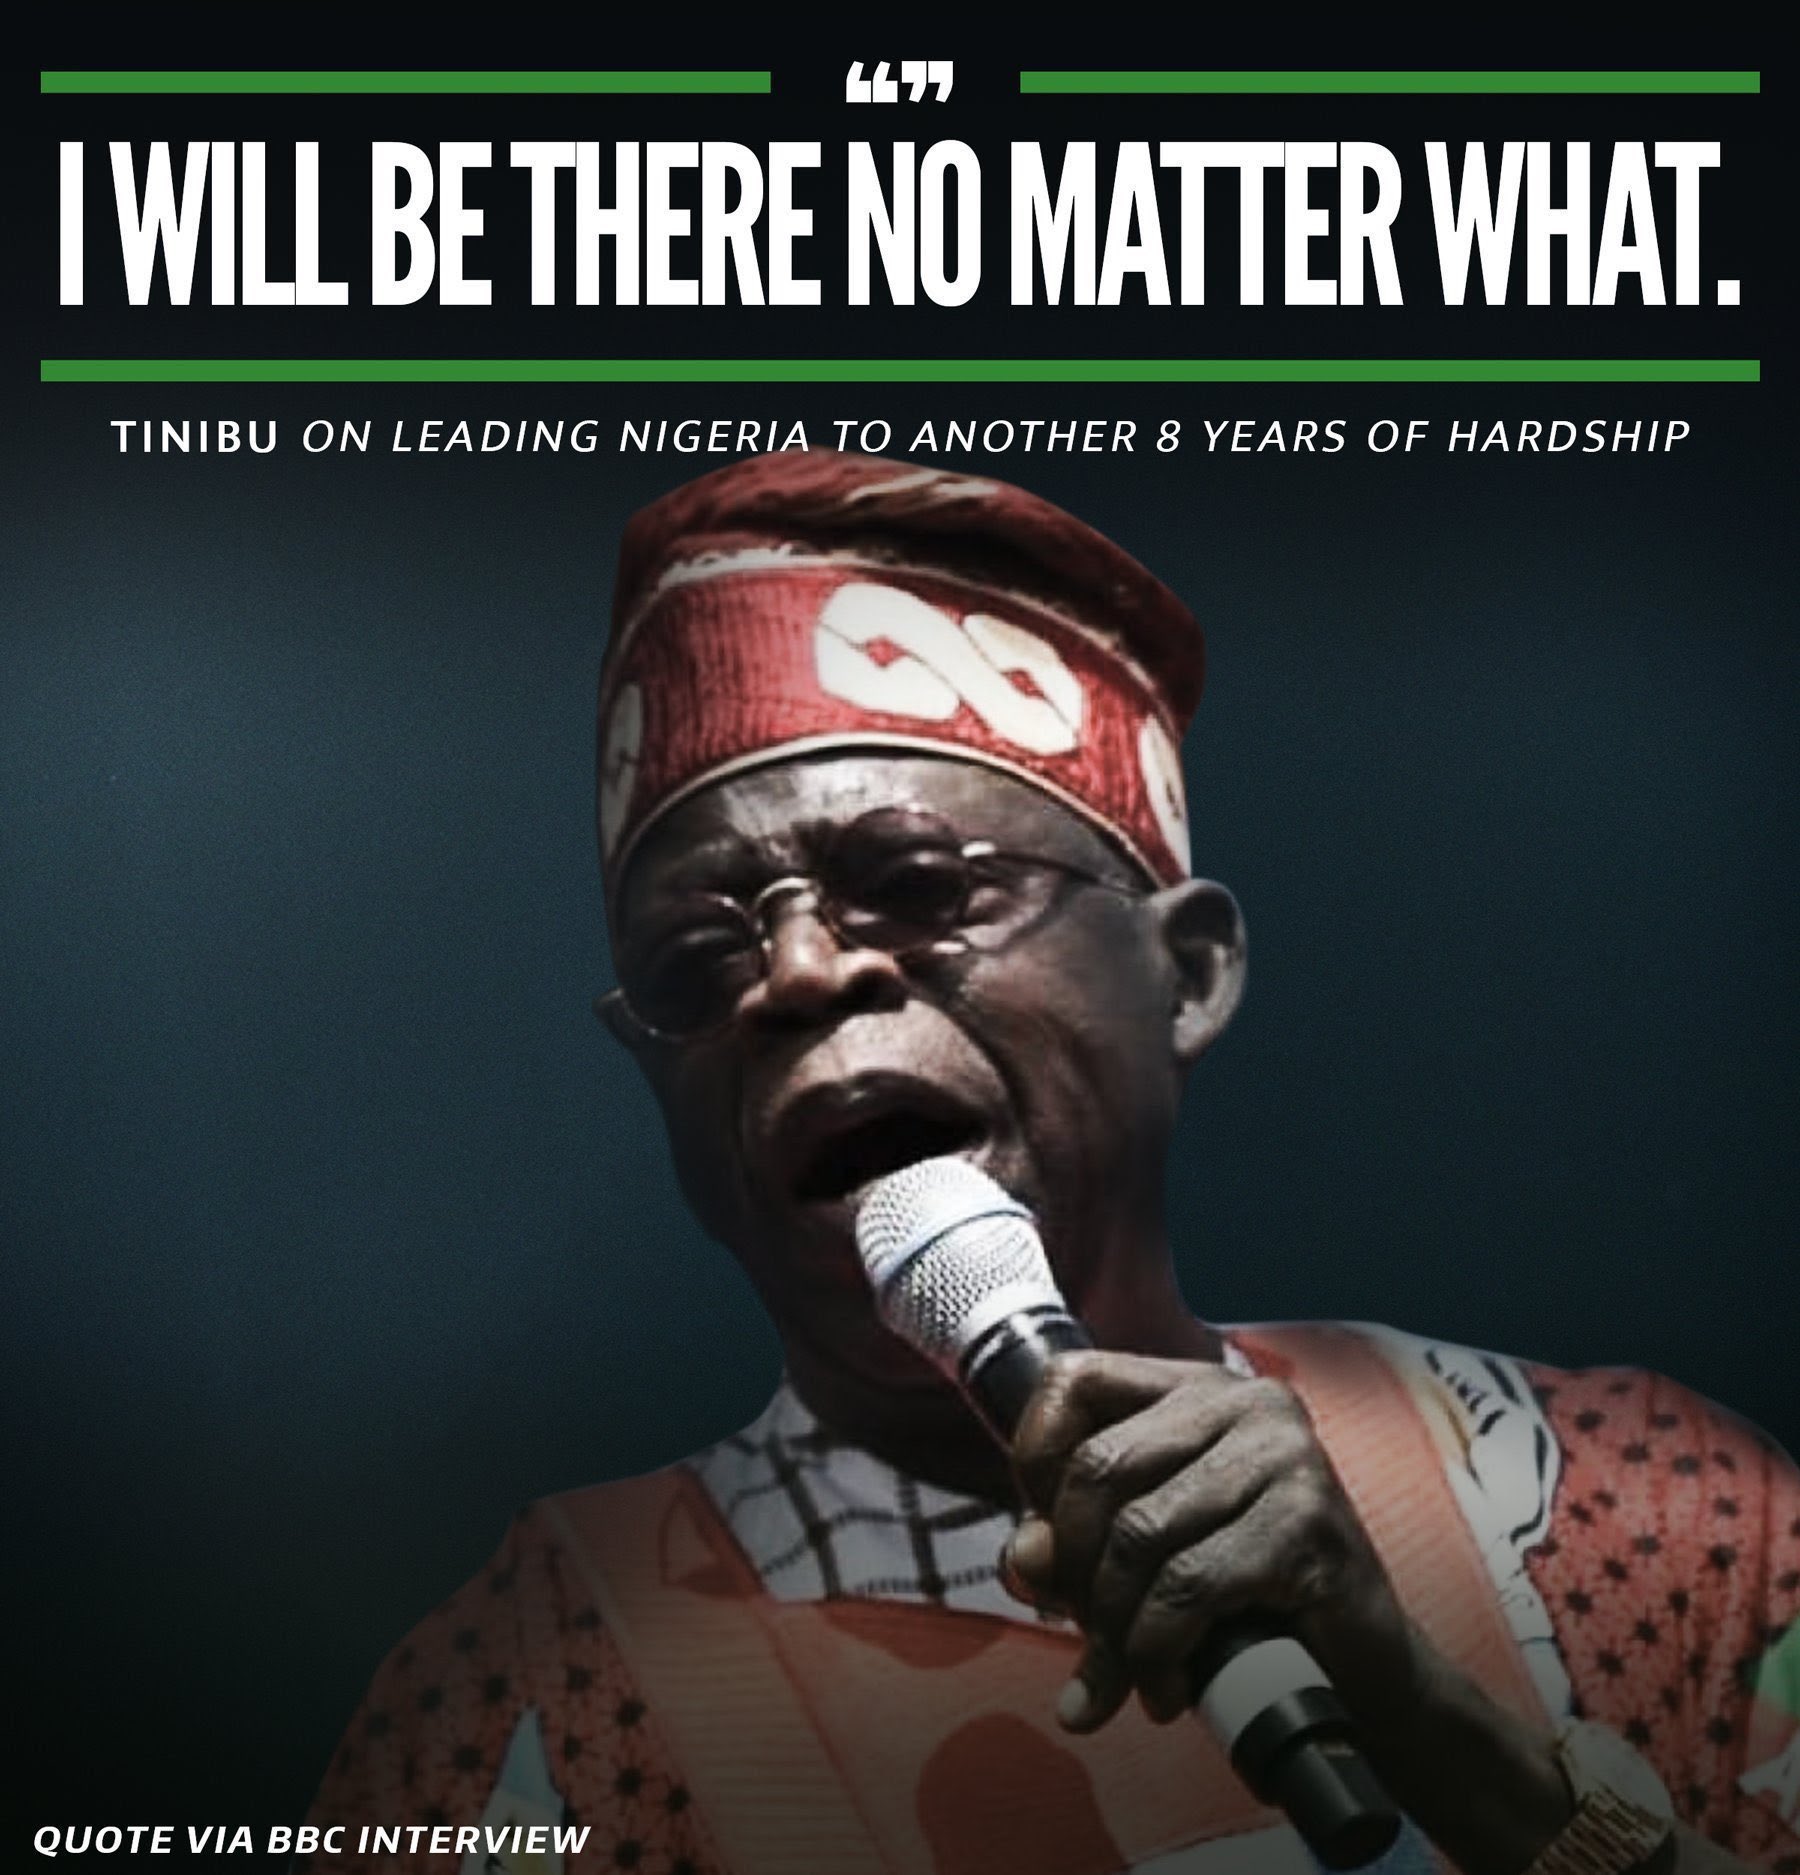 ❝❞
I WILL BE THERE NO MATTER WHAT.
TINIBU ON LEADING NIGERIA TO ANOTHER 8 YEARS OF HARDSHIP
QUOTE VIA BBC INTERVIEW